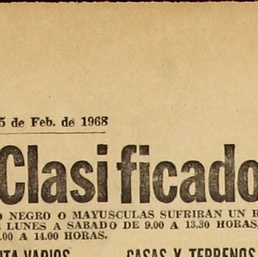 5 de Feb. de 1968
Clasificado
O NEGRO O MAYUSCULAS SUFRIRAN UN R
E LUNES A SABADO DE 9.00 A 13.30 HORAS,
.00 A 14.00 HORAS.
NTA VARIOS CASAS Y TERRENOS